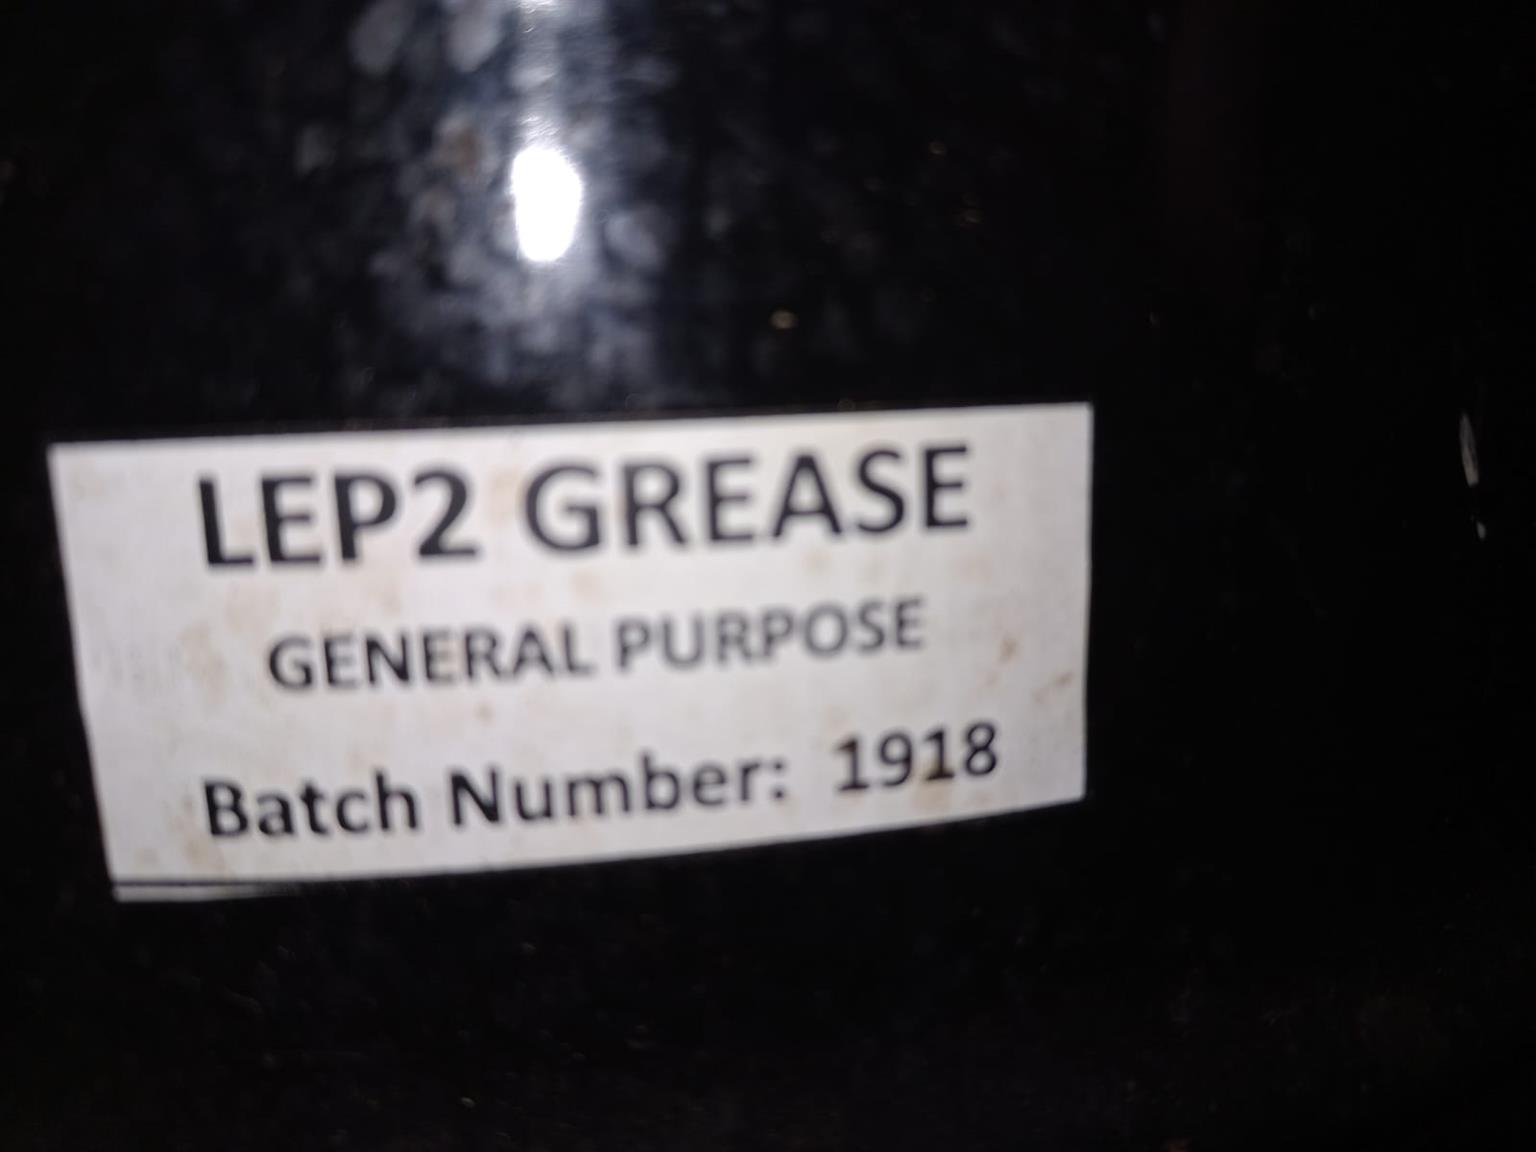 LEP2 GREASE
GENERAL PURPOSE
Batch Number: 1918